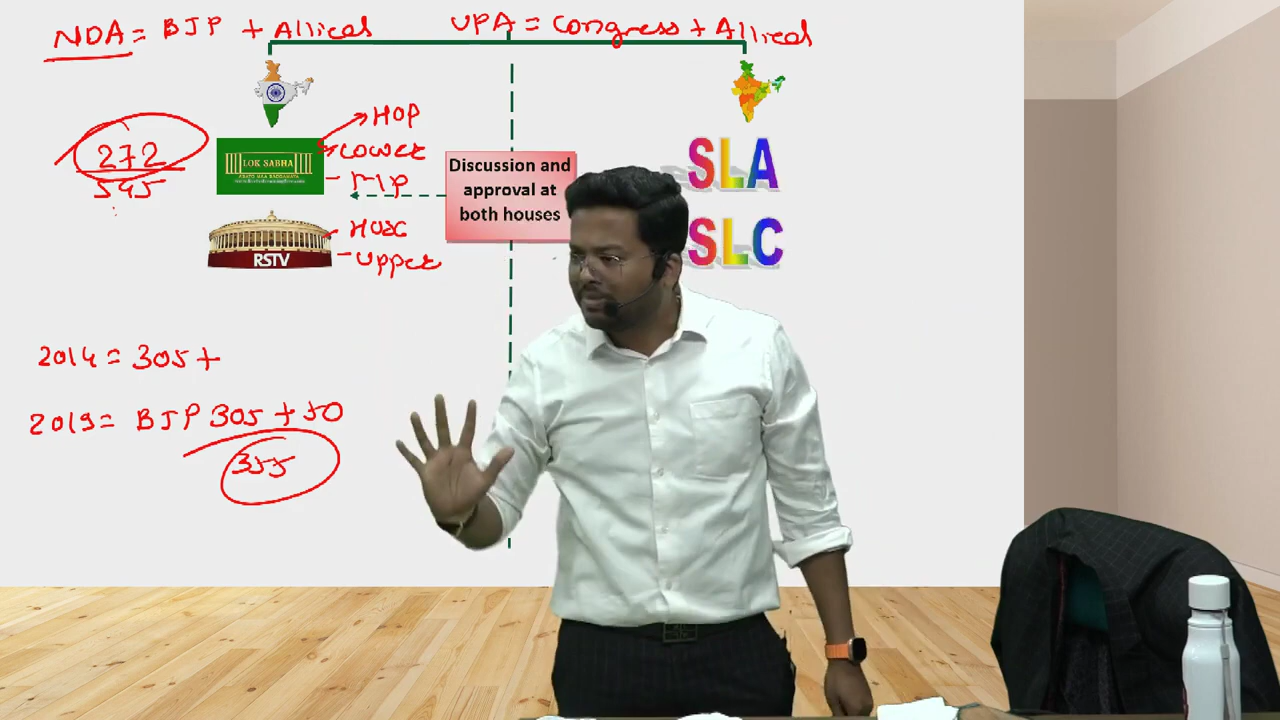 NDA = BJP + Allied
UPA = Congress + Allied
HOP
Lower
MP
272
545
LOK SABHA
Discussion and
approval at
both houses
SLA
SLC
RSTV
- Upper
2014 = 305+
2019 = BJP 305 + 50
355